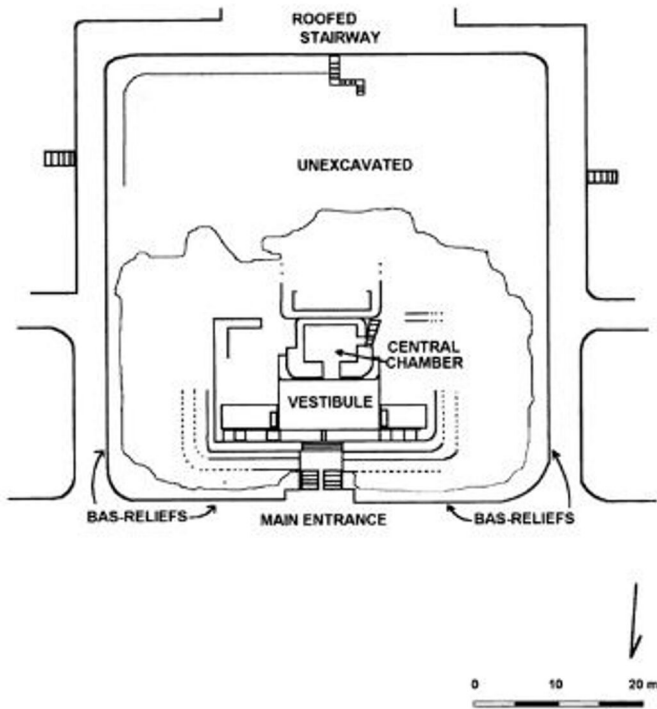 ROOFED
STAIRWAY
UNEXCAVATED
CENTRAL
CHAMBER
VESTIBULE
BAS-RELIEFS
MAIN ENTRANCE
BAS-RELIEFS
0 10 20 m